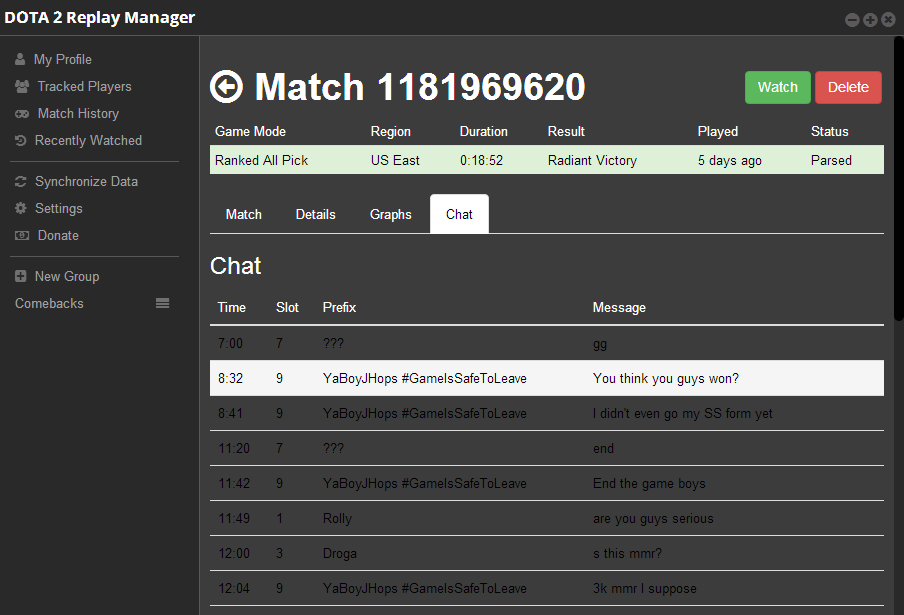 DOTA 2 Replay Manager
My Profile
Tracked Players
Match History
Recently Watched
Synchronize Data
Settings
Donate
New Group
Comebacks
Match 1181969620
Watch Delete
Game Mode Region Duration Result Played Status
Ranked All Pick US East 0:18:52 Radiant Victory 5 days ago Parsed
Match Details Graphs Chat
Chat
Time Slot Prefix Message
7:00 7 ??? gg
8:32 9 YaBoyJHops #GameIsSafeToLeave You think you guys won?
8:41 9 YaBoyJHops #GameIsSafeToLeave I didn't even go my SS form yet
11:20 7 ??? end
11:42 9 YaBoyJHops #GameIsSafeToLeave End the game boys
11:49 1 Rolly are you guys serious
12:00 3 Droga s this mmr?
12:04 9 YaBoyJHops #GameIsSafeToLeave 3k mmr I suppose